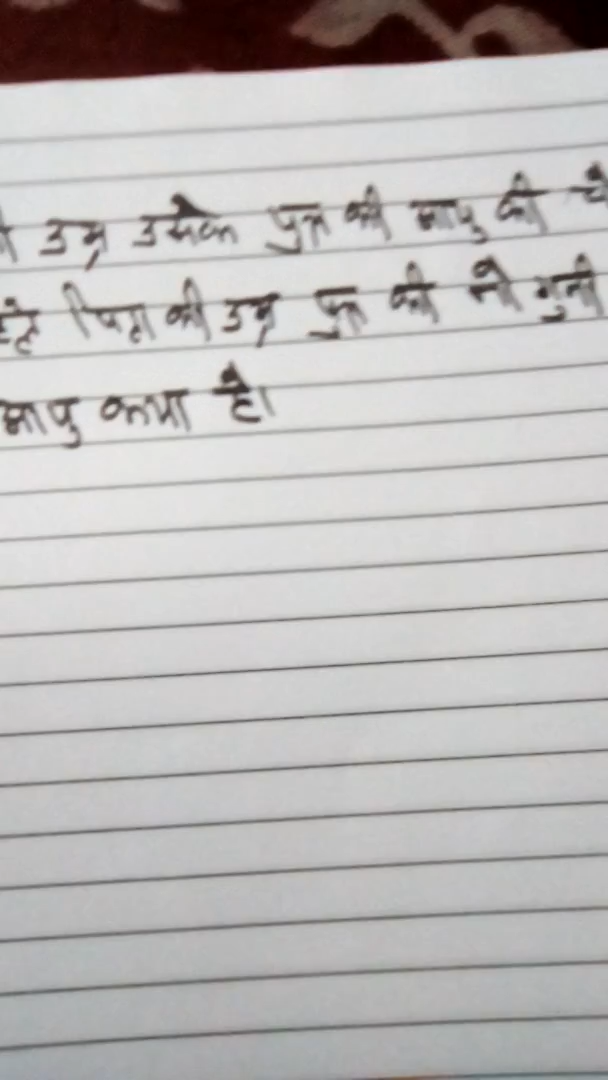 उम्र उसके पुत्र की आयु की
पिता की उम्र पुत्र की नौ गुनी
आयु क्या है।